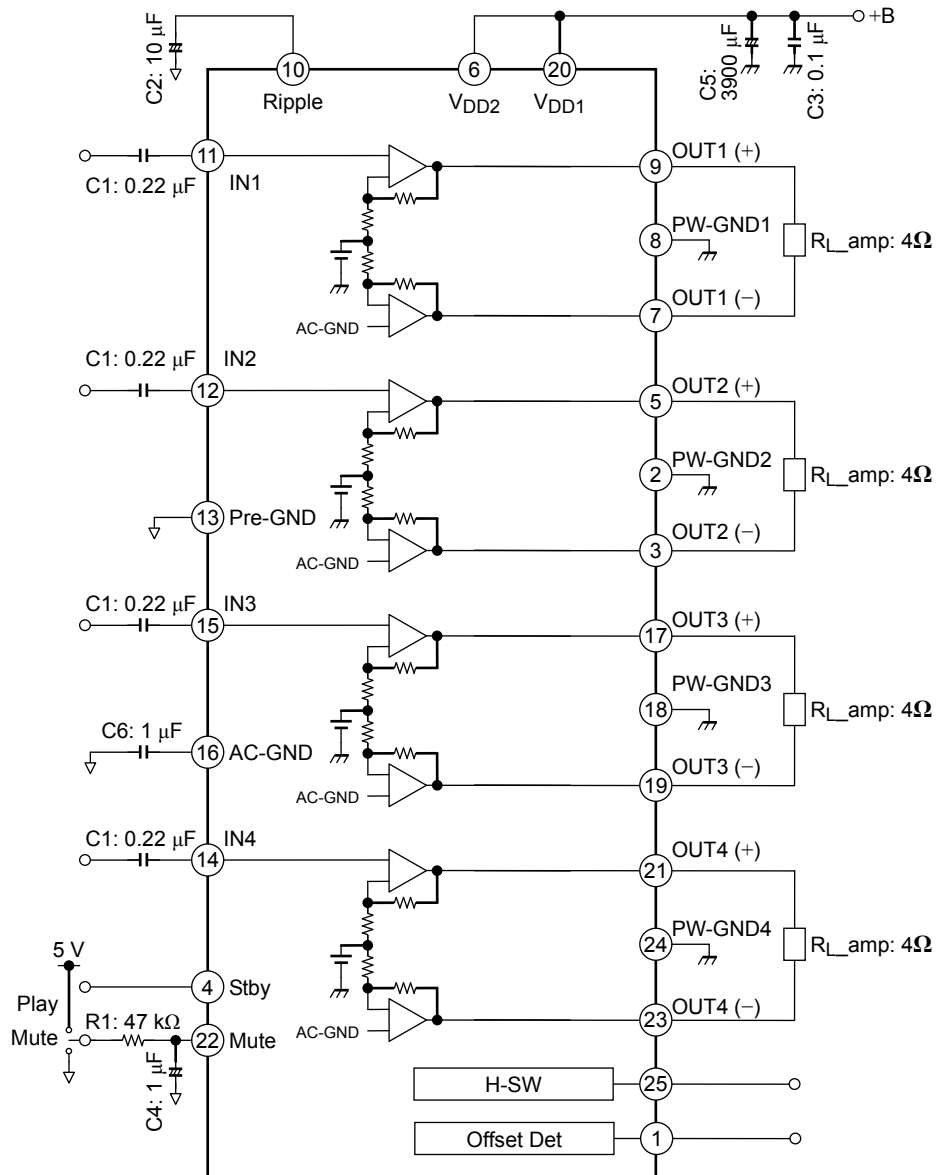 +B
C2: 10 μF
C5: 3900 μF
C3: 0.1 μF
10
6
20
Ripple
VDD2
VDD1
11
IN1
C1: 0.22 μF
9
OUT1 (+)
8
PW-GND1
RL_amp: 4Ω
AC-GND
7
OUT1 (−)
C1: 0.22 μF
IN2
12
5
OUT2 (+)
2
PW-GND2
RL_amp: 4Ω
13
Pre-GND
AC-GND
3
OUT2 (−)
C1: 0.22 μF
IN3
15
17
OUT3 (+)
PW-GND3
18
RL_amp: 4Ω
C6: 1 μF
16
AC-GND
AC-GND
19
OUT3 (−)
C1: 0.22 μF
IN4
14
21
OUT4 (+)
PW-GND4
24
RL_amp: 4Ω
5 V
4
Stby
Play
Mute
R1: 47 kΩ
22
Mute
C4: 1 μF
AC-GND
23
OUT4 (−)
H-SW
25
Offset Det
1